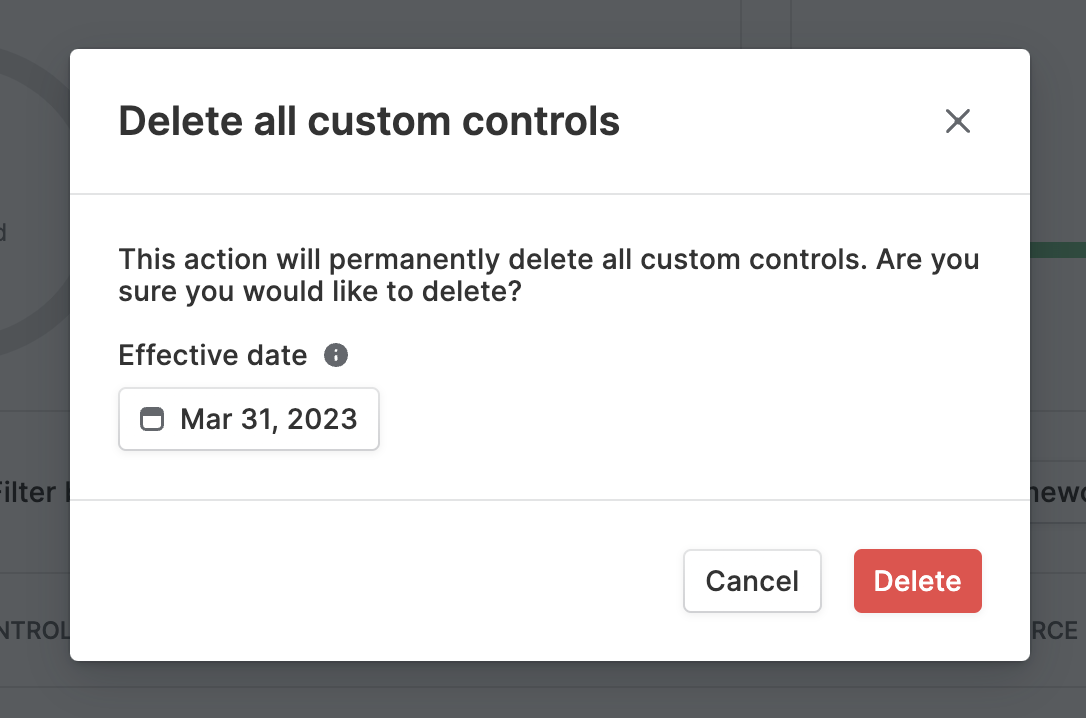 Delete all custom controls
This action will permanently delete all custom controls. Are you
sure you would like to delete?
Effective date
Mar 31, 2023
Filter
Cancel
Delete